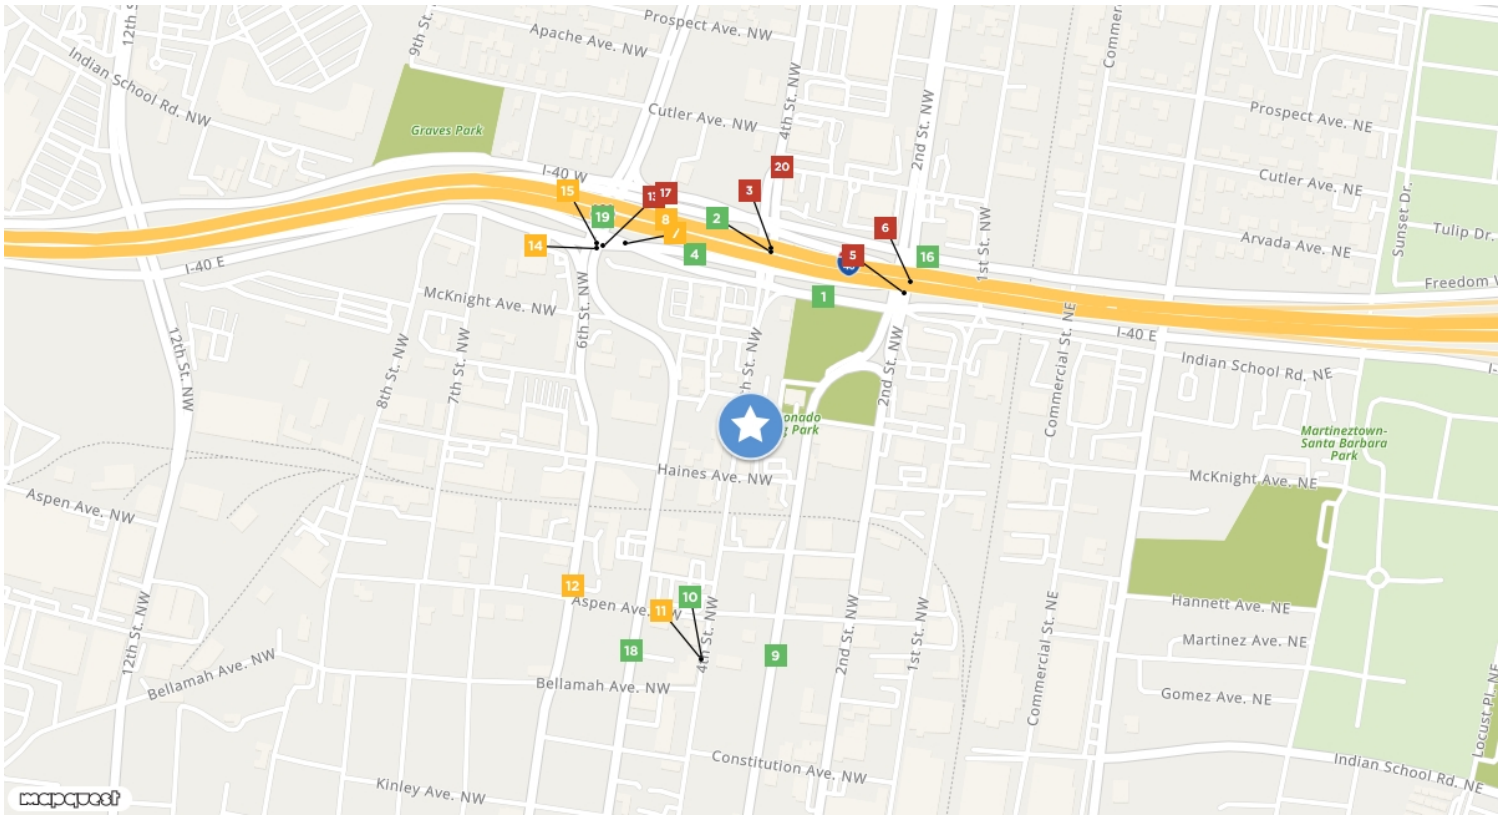 12th S
9th St.
Prospect Ave. NW
Apache Ave. NW
Commer
Sunset Dr.
Indian School Rd. NW
4th St. NW
2nd St. NW
Cutler Ave. NW
Prospect Ave. NE
Graves Park
I-40 W
20
Cutler Ave. NE
15
17
3
19
8
2
6
1st St. NW
Tulip Dr.
14
4
5
16
Arvada Ave. NE
I-40 E
Freedom
1
McKnight Ave. NW
6th St. NW
I-40 E
12th St. NW
8th St. NW
7th St. NW
h St. NW
2nd St. NW
Commercial St. NE
Indian School Rd. NE
I-
onado
g Park
Martineztown-
Santa Barbara
Park
Haines Ave. NW
McKnight Ave. NE
Aspen Ave. NW
12
Aspen Ave.
W
11
10
4th St. NW
2nd St. NW
1st St. NW
Hannett Ave. NE
12th St. NW
18
9
Commercial St. NE
Martinez Ave. NE
Bellamah Ave. NW
Bellamah Ave. NW
Gomez Ave. NE
Locust Pl. NE
Constitution Ave. NW
Indian School Rd. NE
Kinley Ave. NW
mapquest